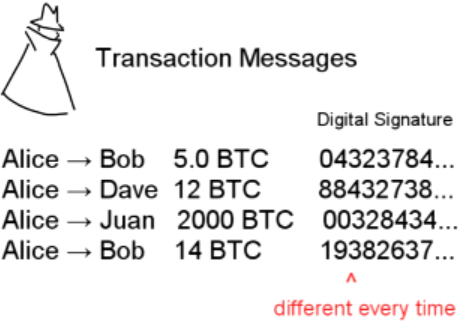 Transaction Messages
Digital Signature
Alice → Bob 5.0 BTC 04323784...
Alice → Dave 12 BTC 88432738...
Alice → Juan 2000 BTC 00328434...
Alice → Bob 14 BTC 19382637...
^
different every time